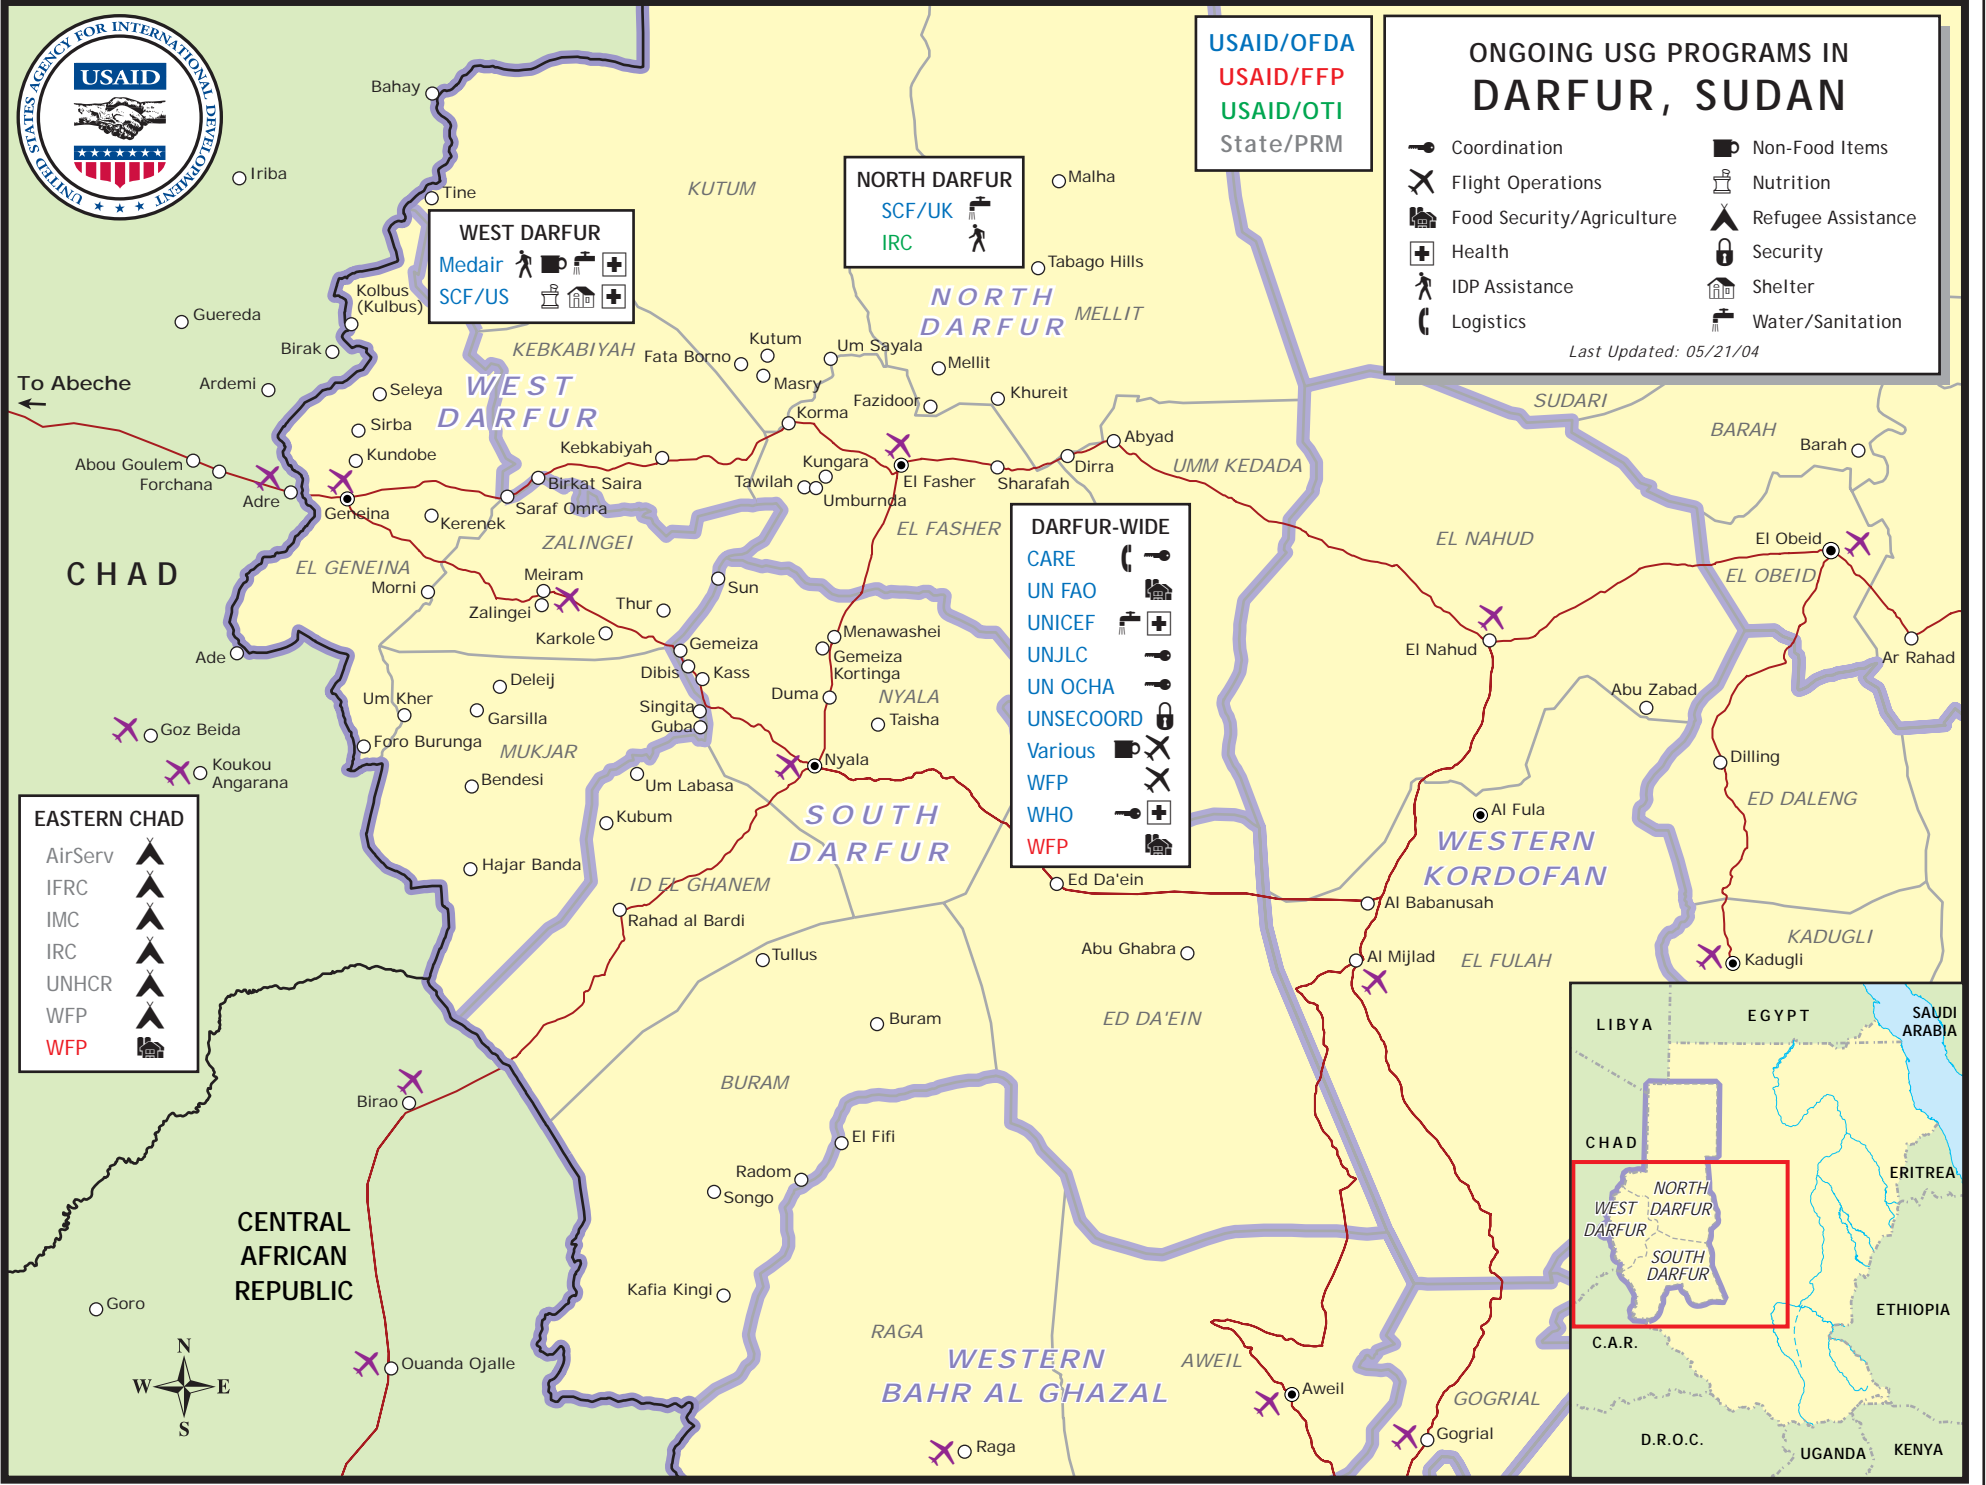 UNITED STATES AGENCY FOR INTERNATIONAL DEVELOPMENT
USAID
USAID/OFDA
USAID/FFP
USAID/OTI
State/PRM
ONGOING USG PROGRAMS IN
DARFUR, SUDAN
Coordination
Flight Operations
Food Security/Agriculture
Health
IDP Assistance
Logistics
Non-Food Items
Nutrition
Refugee Assistance
Security
Shelter
Water/Sanitation
Last Updated: 05/21/04
WEST DARFUR
Medair
SCF/US
NORTH DARFUR
SCF/UK
IRC
DARFUR-WIDE
CARE
UN FAO
UNICEF
UNJLC
UN OCHA
UNSECOORD
Various
WFP
WHO
WFP
EASTERN CHAD
AirServ
IFRC
IMC
IRC
UNHCR
WFP
WFP
Bahay
Iriba
Tine
KUTUM
Malha
Tabago Hills
Kolbus
(Kulbus)
Guereda
Birak
NORTH
DARFUR
MELLIT
KEBKABIYAH
Fata Borno
Kutum
Um Sayala
Masry
Mellit
To Abeche
Ardemi
Seleya
WEST
DARFUR
Khureit
Fazidoor
Korma
SUDARI
BARAH
Barah
Sirba
Kundobe
Kebkabiyah
Abyad
Dirra
UMM KEDADA
Abou Goulem
Forchana
Adre
Geneina
Birkat Saira
Saraf Omra
Kungara
Tawilah
Umburnda
El Fasher
Sharafah
Kerenek
EL FASHER
ZALINGEI
EL NAHUD
El Obeid
EL OBEID
CHAD
EL GENEINA
Morni
Meiram
Zalingei
Thur
Sun
Karkole
Gemeiza
Menawashei
Gemeiza
Kortinga
El Nahud
Ar Rahad
Ade
Dibis
Kass
Deleij
Duma
NYALA
Abu Zabad
Um Kher
Garsilla
Singita
Guba
Taisha
Goz Beida
Foro Burunga
MUKJAR
Nyala
Dilling
Koukou
Angarana
Bendesi
Um Labasa
ED DALENG
Kubum
SOUTH
DARFUR
Al Fula
WESTERN
KORDOFAN
Hajar Banda
ID EL GHANEM
Ed Da'ein
Al Babanusah
Rahad al Bardi
Tullus
Abu Ghabra
Al Mijlad
EL FULAH
KADUGLI
Kadugli
Buram
ED DA'EIN
BURAM
Birao
El Fifi
Radom
Songo
CENTRAL
AFRICAN
REPUBLIC
Kafia Kingi
Goro
RAGA
WESTERN
BAHR AL GHAZAL
AWEIL
Aweil
GOGRIAL
Gogrial
Ouanda Ojalle
Raga
N
W
E
S
LIBYA
EGYPT
SAUDI
ARABIA
CHAD
ERITREA
NORTH
DARFUR
WEST
DARFUR
SOUTH
DARFUR
ETHIOPIA
C.A.R.
D.R.O.C.
UGANDA
KENYA